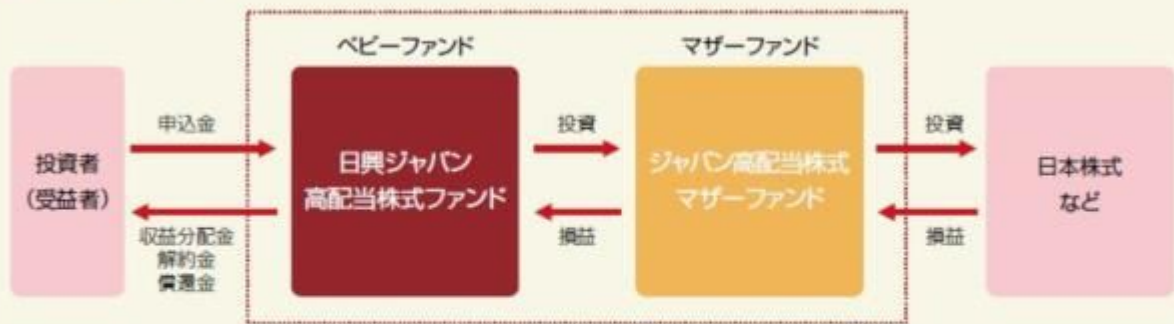 ベビーファンド
マザーファンド
投資者
（受益者）
申込金
収益分配金
解約金
償還金
日興ジャパン
高配当株式ファンド
投資
損益
ジャパン高配当株式
マザーファンド
投資
損益
日本株式
など